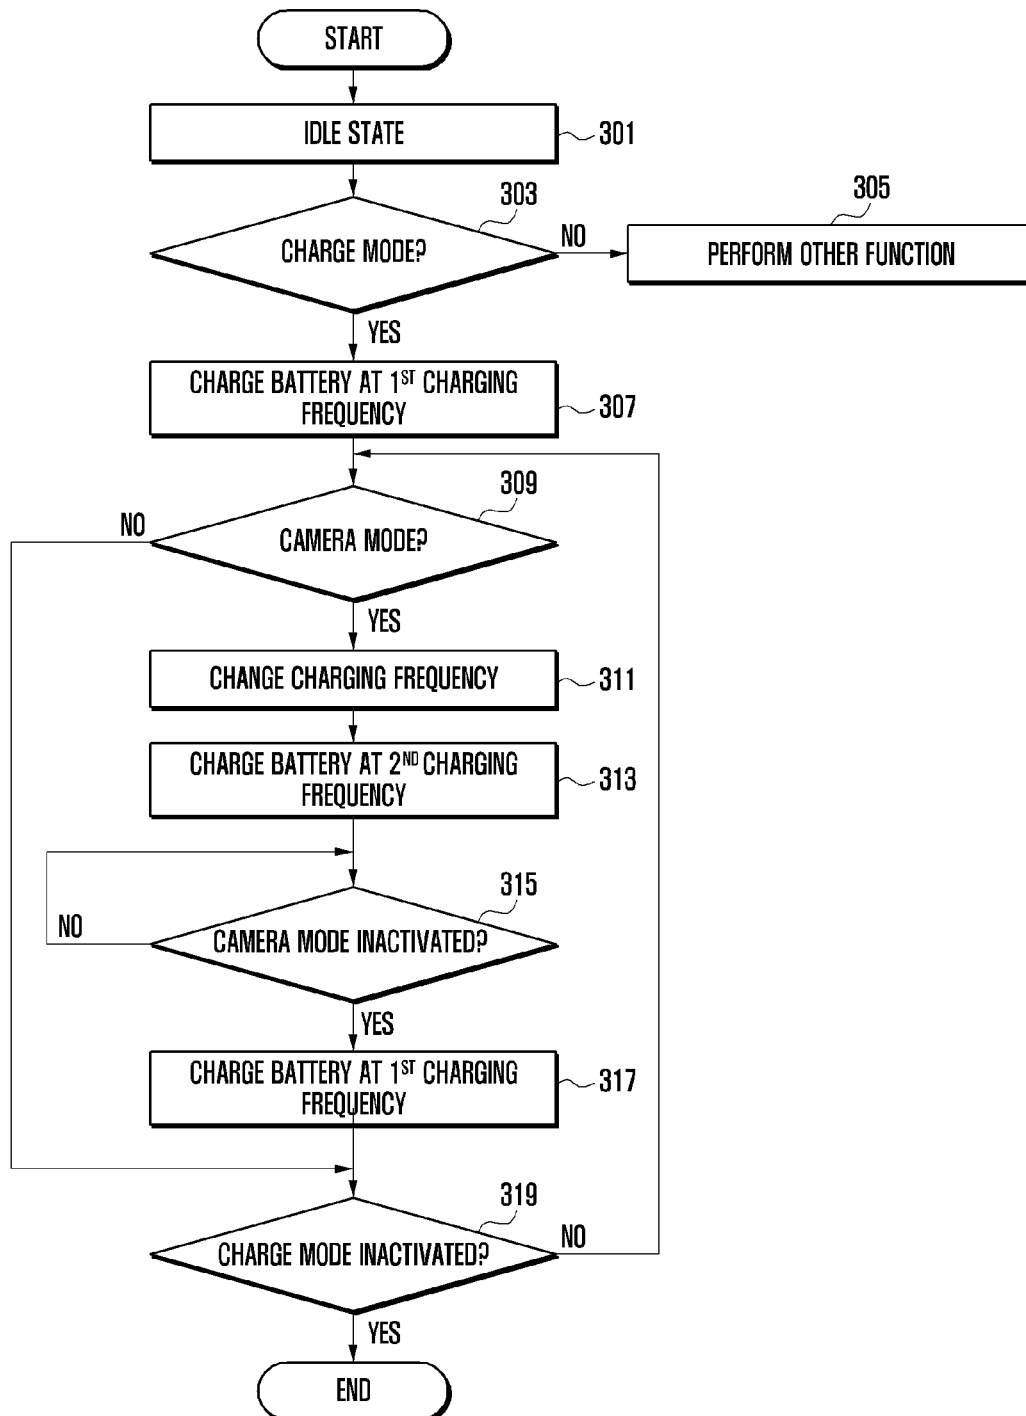 START
IDLE STATE
301
303
CHARGE MODE?
NO
305
PERFORM OTHER FUNCTION
YES
CHARGE BATTERY AT 1ST CHARGING
FREQUENCY
307
309
NO
CAMERA MODE?
YES
CHANGE CHARGING FREQUENCY
311
CHARGE BATTERY AT 2ND CHARGING
FREQUENCY
313
315
NO
CAMERA MODE INACTIVATED?
YES
CHARGE BATTERY AT 1ST CHARGING
FREQUENCY
317
319
CHARGE MODE INACTIVATED?
NO
YES
END